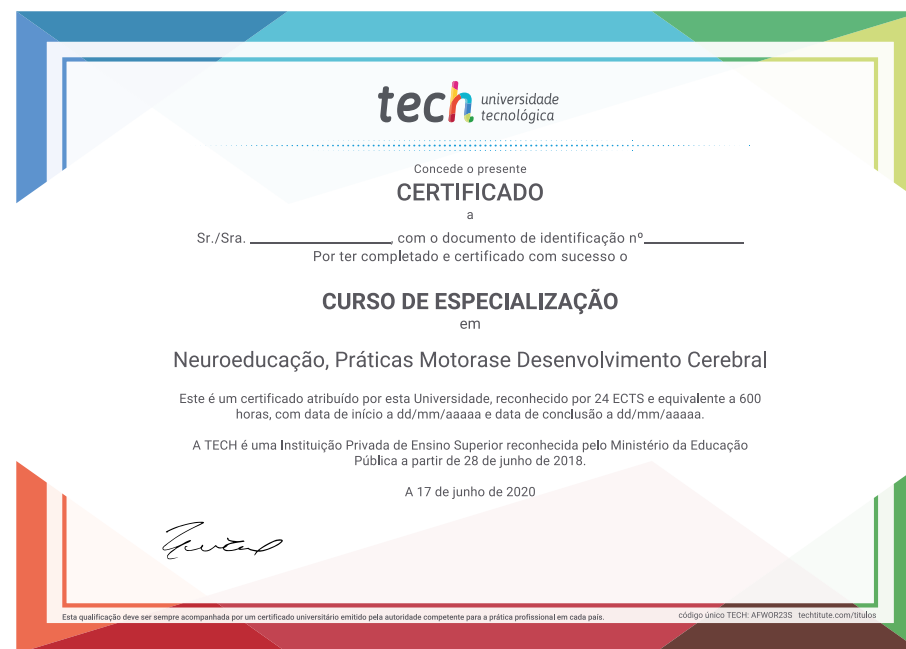 tech universidade
tecnológica
Concede o presente
CERTIFICADO
a
Sr./Sra. ____________________, com o documento de identificação nº______________
Por ter completado e certificado com sucesso o
CURSO DE ESPECIALIZAÇÃO
em
Neuroeducação, Práticas Motorase Desenvolvimento Cerebral
Este é um certificado atribuído por esta Universidade, reconhecido por 24 ECTS e equivalente a 600
horas, com data de início a dd/mm/aaaaa e data de conclusão a dd/mm/aaaaa.
A TECH é uma Instituição Privada de Ensino Superior reconhecida pelo Ministério da Educação
Pública a partir de 28 de junho de 2018.
A 17 de junho de 2020
Esta qualificação deve ser sempre acompanhada por um certificado universitário emitido pela autoridade competente para a prática profissional em cada país.
código único TECH: AFWOR23S techtitute.com/titulos